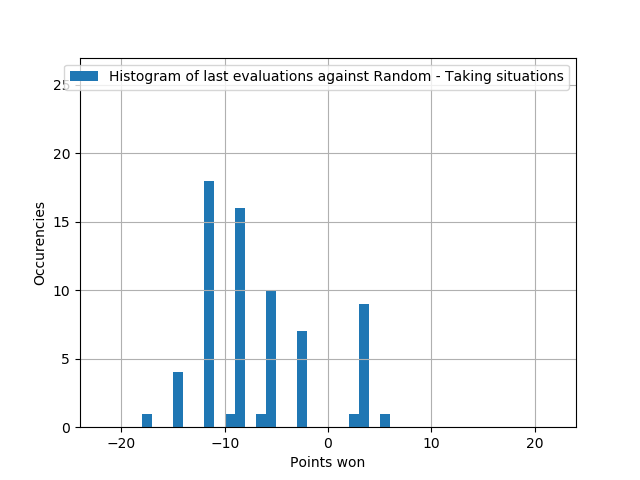 Histogram of last evaluations against Random - Taking situations
25
20
15
10
5
0
Occurencies
−20 −10 0 10 20
Points won